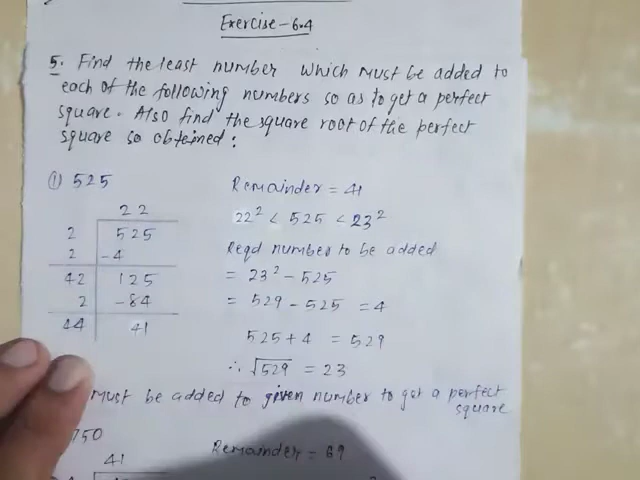 Exercise-6.4
5. Find the least number which must be added to
each of the following numbers so as to get a perfect
square. Also find the square root of the perfect
square so obtained:
① 525
22
2 525
2 -4
42 125
2 -84
44 41
Remainder = 41
22² < 525 < 23²
Reqd number to be added
= 23² - 525
= 529 - 525 = 4
525 + 4 = 529
∴ √529 = 23
must be added to given number to get a perfect
square
750
41
Remainder = 69